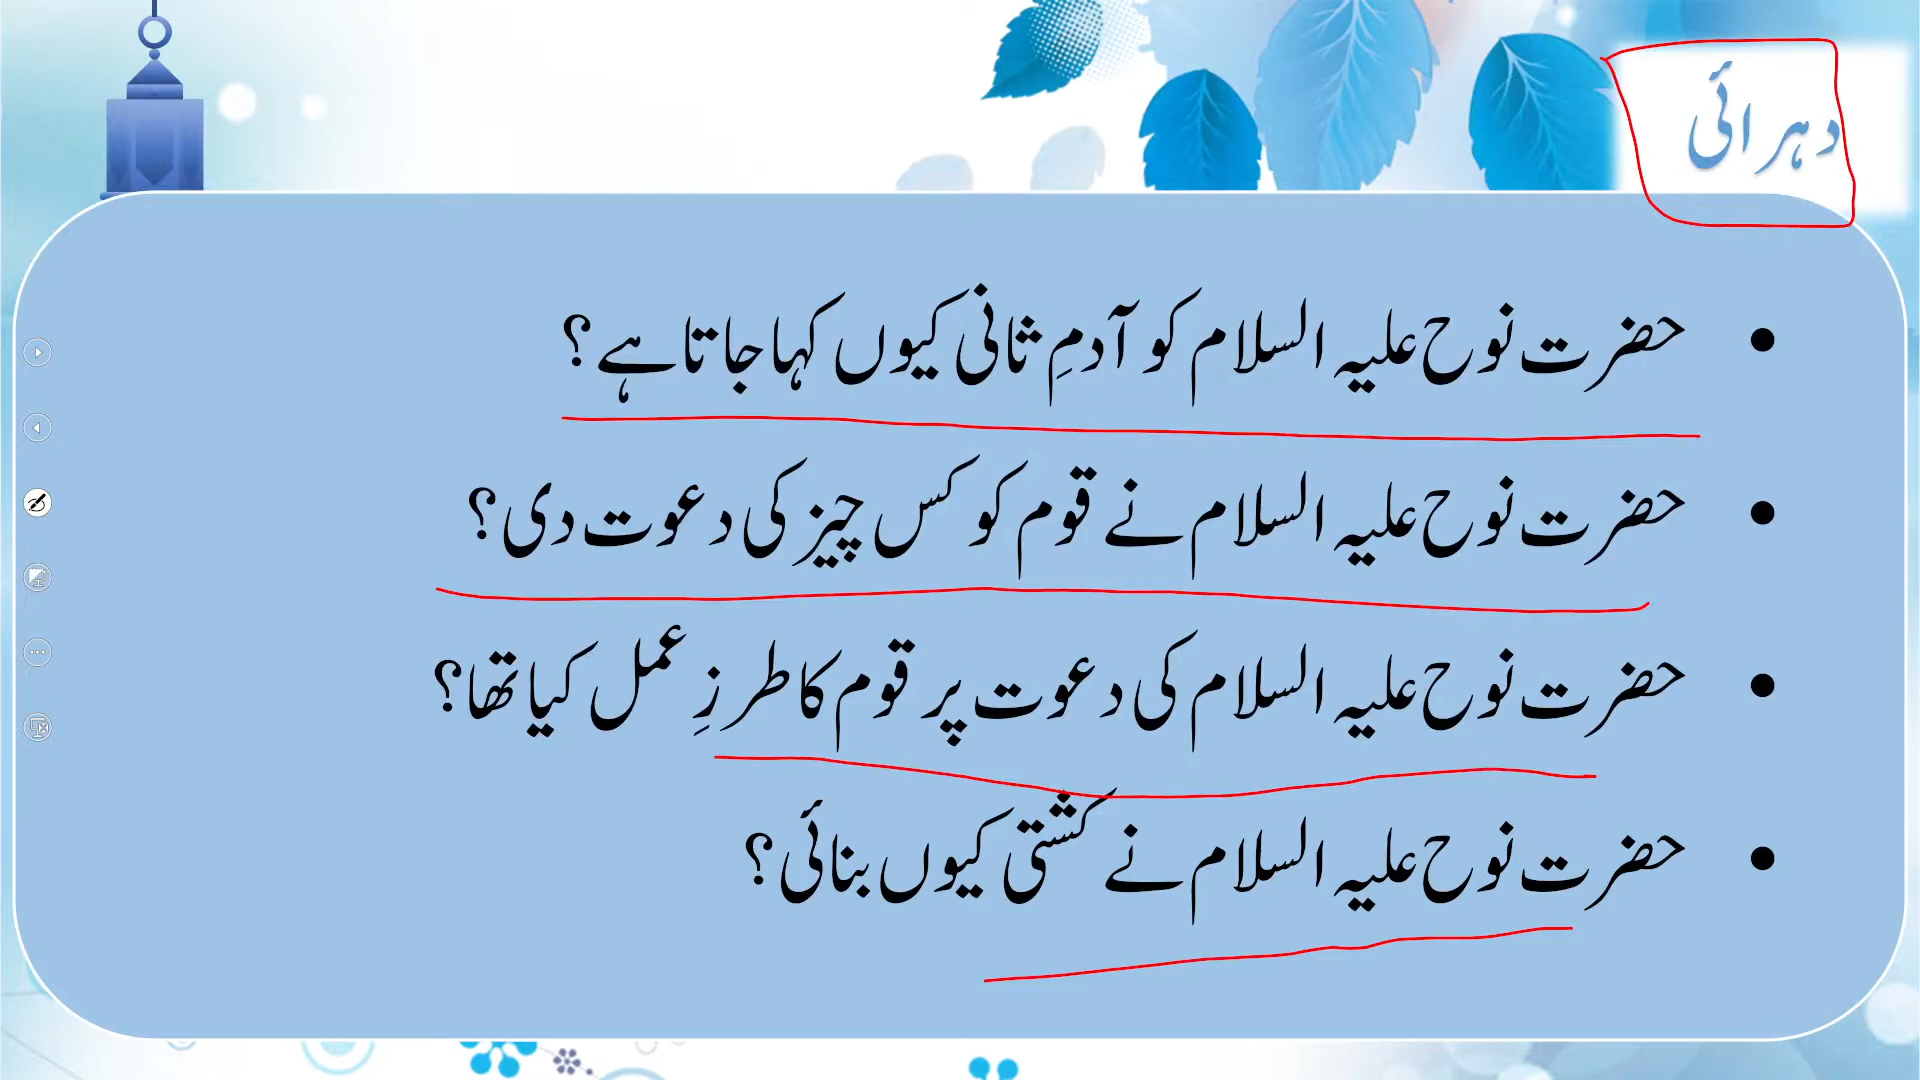 دہرائی
حضرت نوح علیہ السلام کو آدمِ ثانی کیوں کہا جاتا ہے؟
حضرت نوح علیہ السلام نے قوم کو کس چیز کی دعوت دی؟
حضرت نوح علیہ السلام کی دعوت پر قوم کا طرزِ عمل کیا تھا؟
حضرت نوح علیہ السلام نے کشتی کیوں بنائی؟